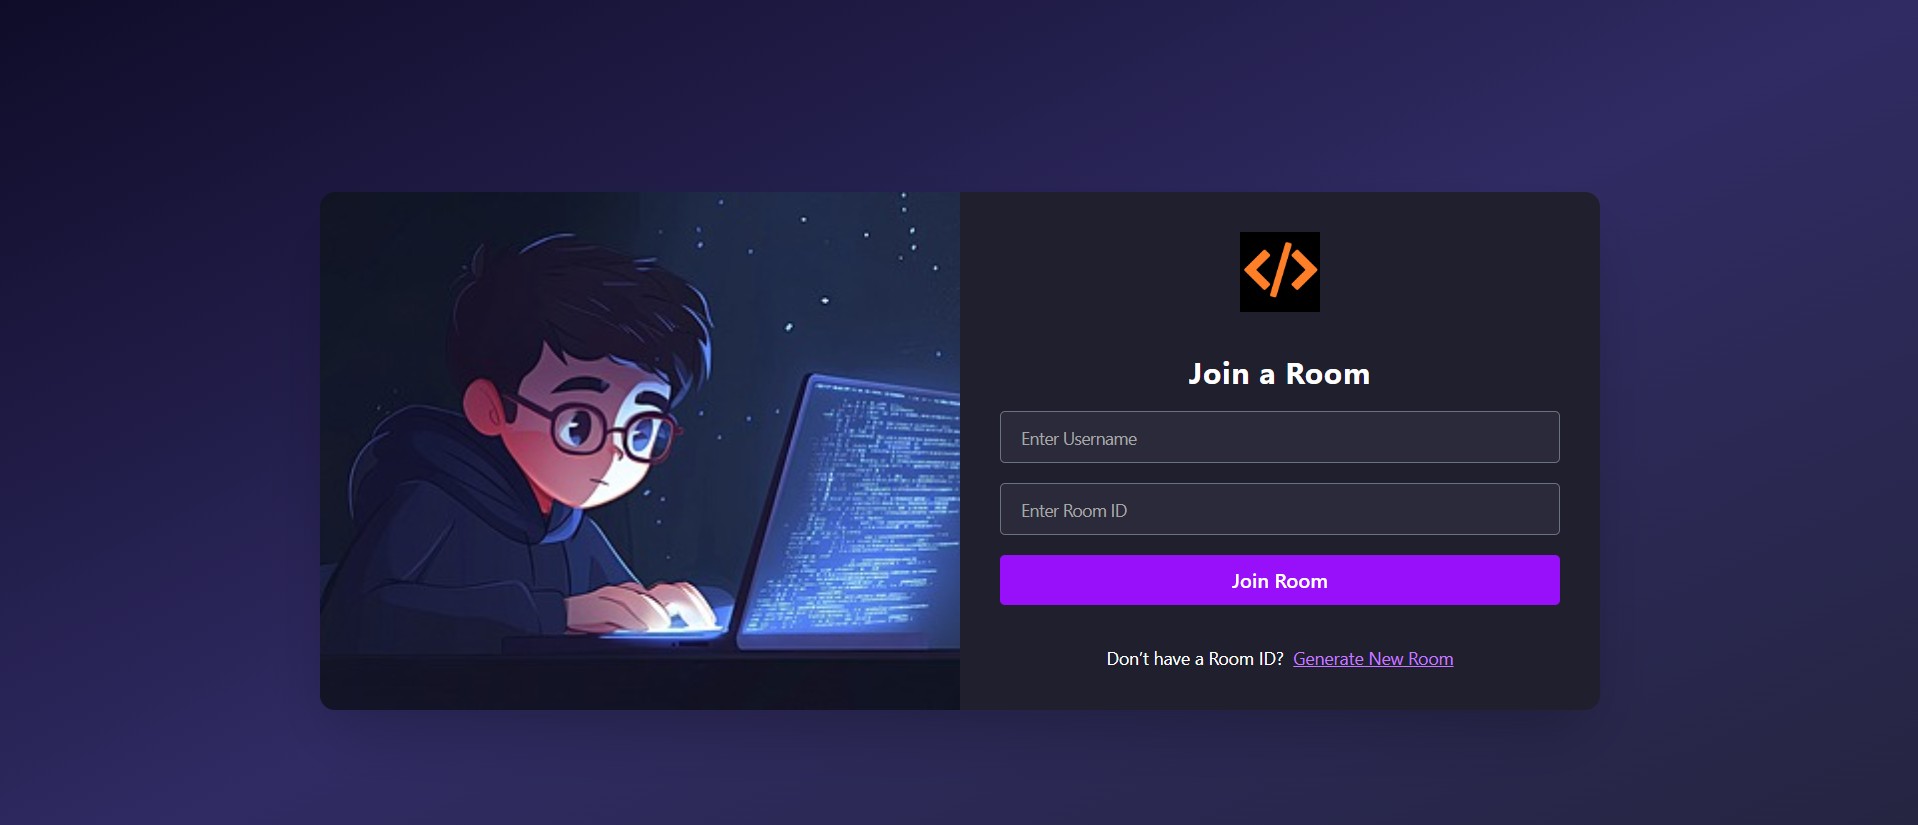 </>
Join a Room
Enter Username
Enter Room ID
Join Room
Don’t have a Room ID? Generate New Room